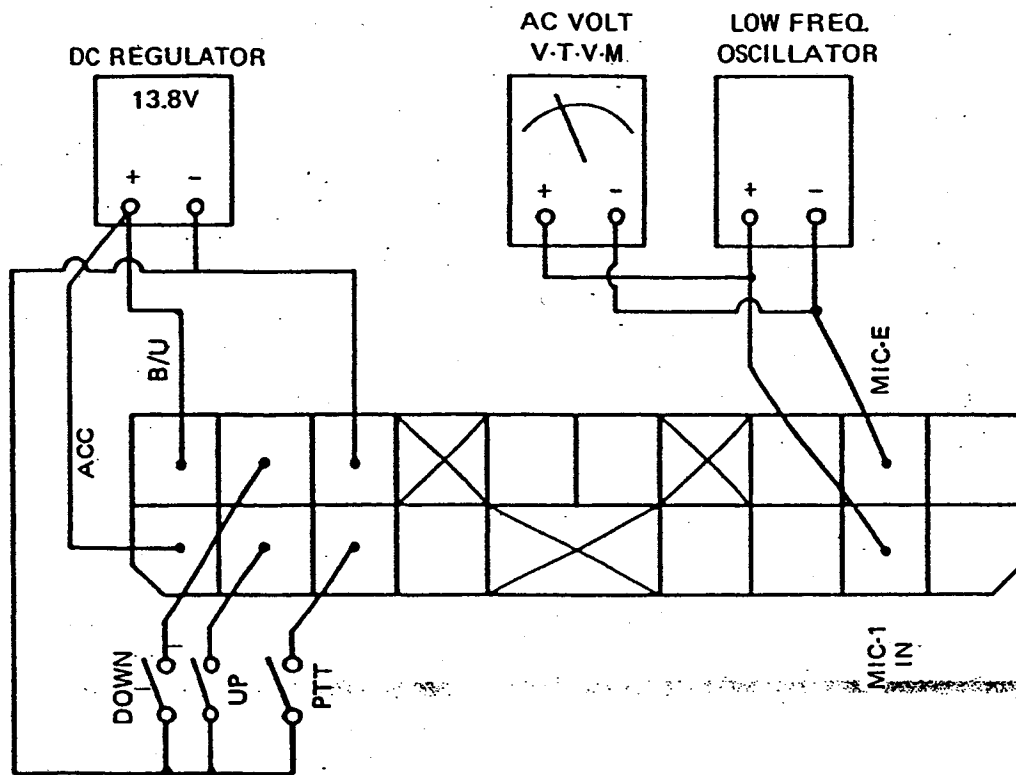 DC REGULATOR
13.8V
+ -
AC VOLT
V·T·V·M
+ -
LOW FREQ.
OSCILLATOR
+ -
B/U
ACC
MIC-E
MIC-1
IN
DOWN
UP
PTT